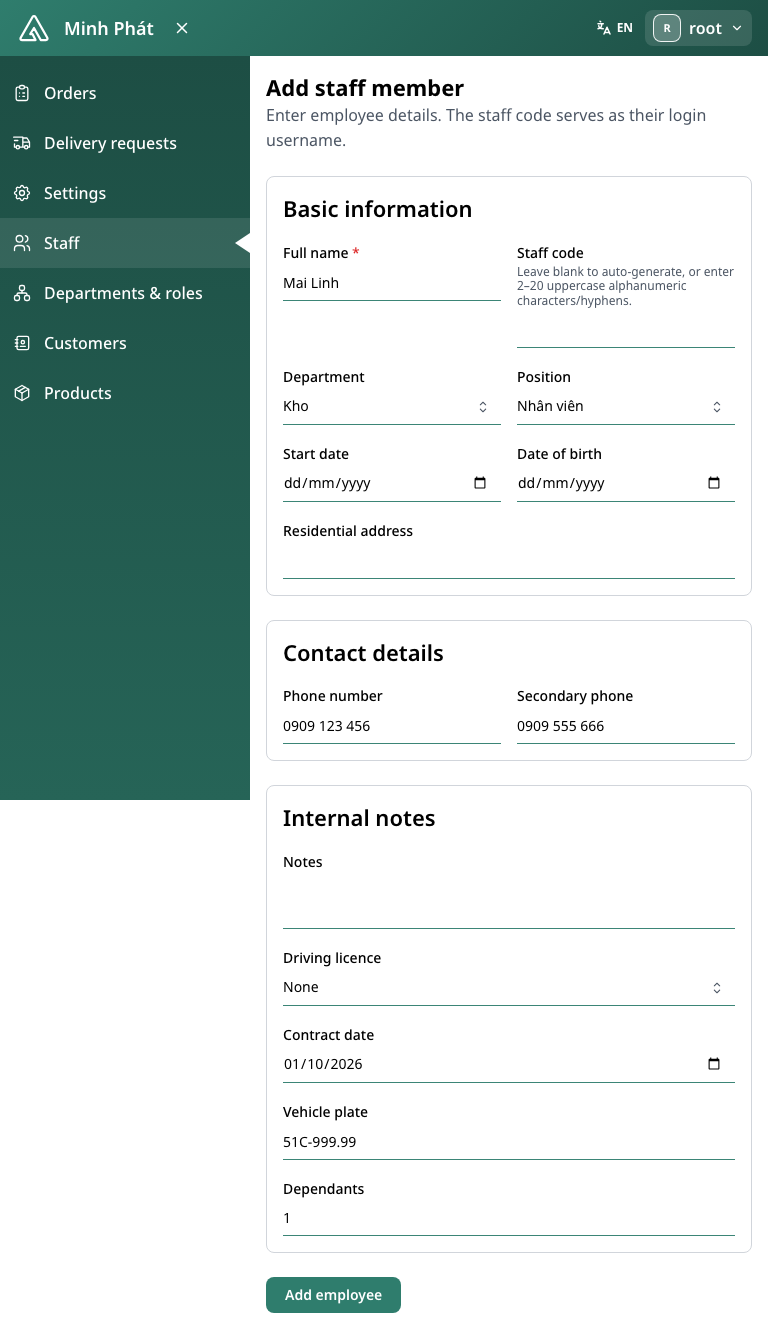 Minh Phát
EN
R
root
Orders
Delivery requests
Settings
Staff
Departments & roles
Customers
Products
Add staff member
Enter employee details. The staff code serves as their login
username.
Basic information
Full name *
Mai Linh
Staff code
Leave blank to auto-generate, or enter
2–20 uppercase alphanumeric
characters/hyphens.
Department
Kho
Position
Nhân viên
Start date
dd/mm/yyyy
Date of birth
dd/mm/yyyy
Residential address
Contact details
Phone number
0909 123 456
Secondary phone
0909 555 666
Internal notes
Notes
Driving licence
None
Contract date
01/10/2026
Vehicle plate
51C-999.99
Dependants
1
Add employee